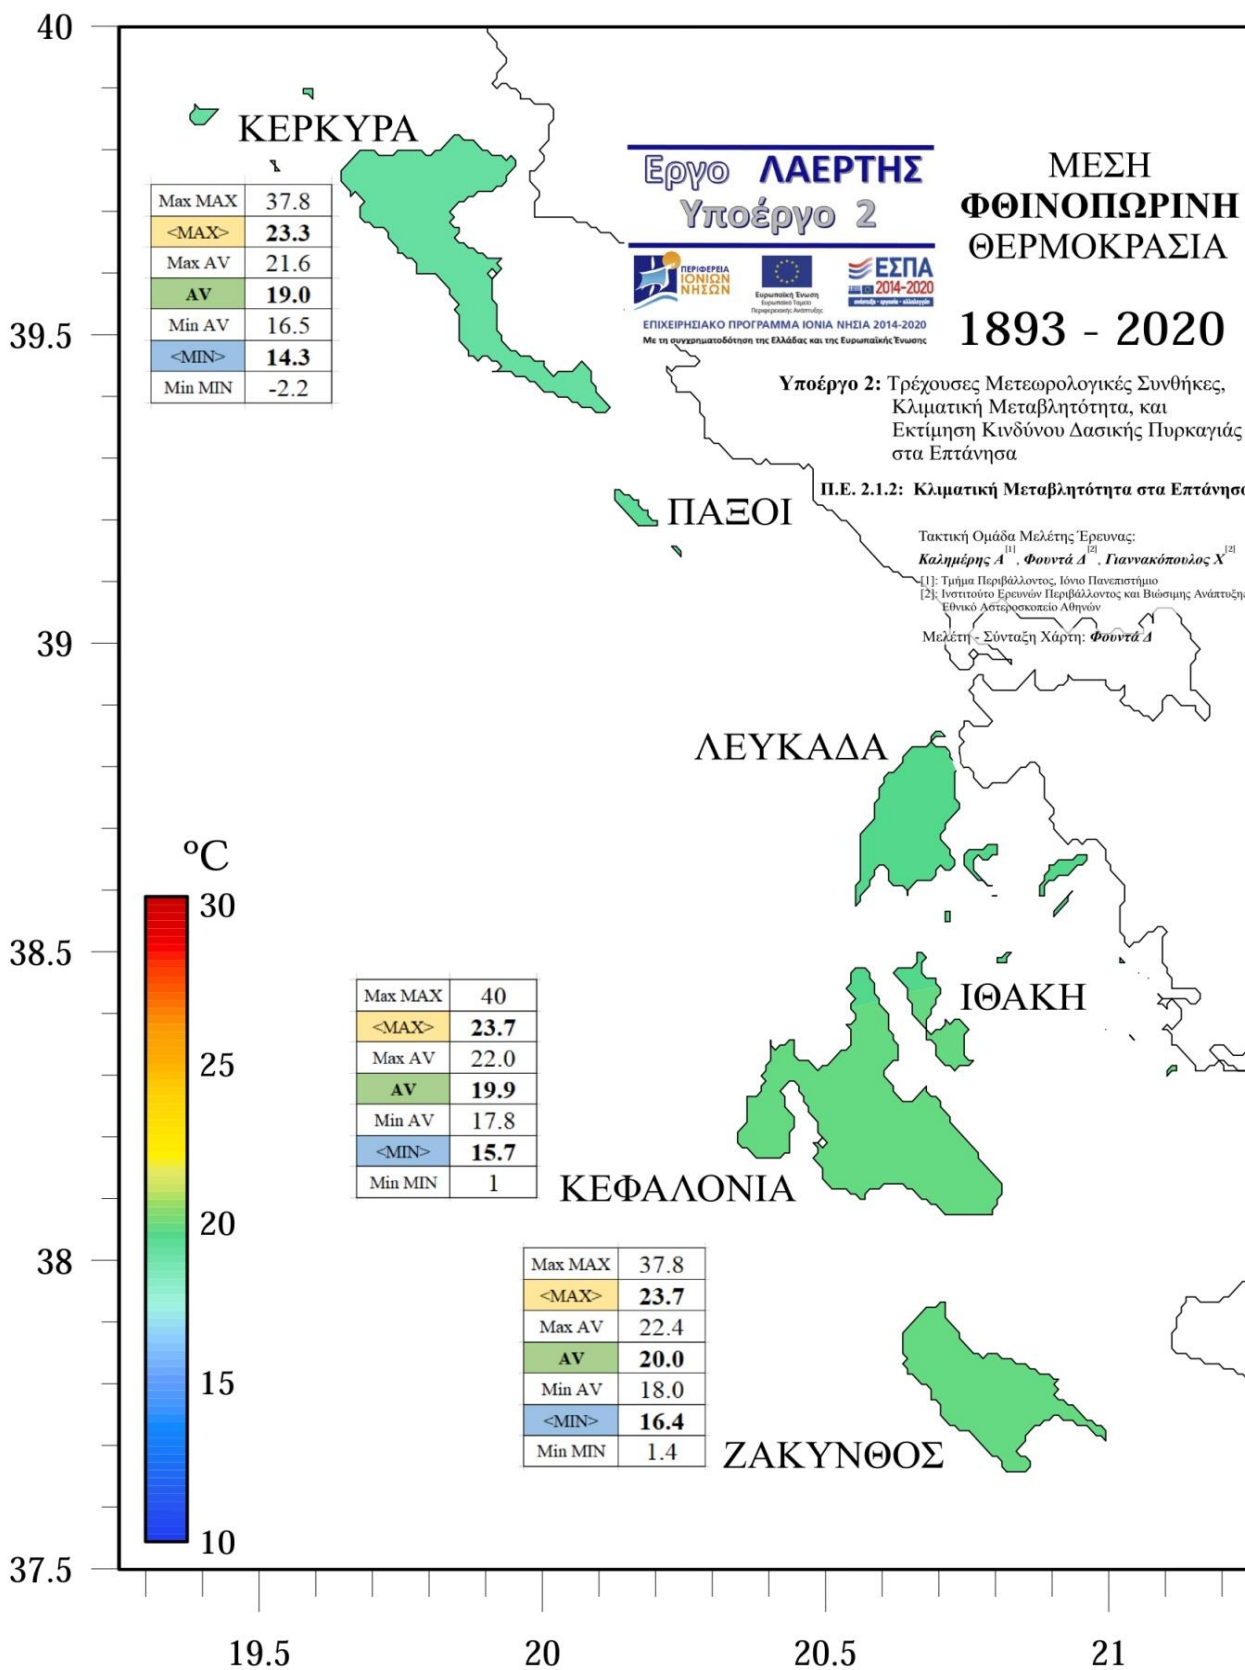 40
ΚΕΡΚΥΡΑ
Max MAX 37.8
<MAX> 23.3
Max AV 21.6
AV 19.0
Min AV 16.5
<MIN> 14.3
Min MIN -2.2
Εργο ΛΑΕΡΤΗΣ
Υποέργο 2
ΠΕΡΙΦΕΡΕΙΑ
ΙΟΝΙΩΝ
ΝΗΣΩΝ
Ευρωπαϊκή Ένωση
Ευρωπαϊκό Ταμείο
Περιφερειακής Ανάπτυξης
ΕΣΠΑ
2014-2020
ανάπτυξη - εργασία - αλληλεγγύη
ΕΠΙΧΕΙΡΗΣΙΑΚΟ ΠΡΟΓΡΑΜΜΑ ΙΟΝΙΑ ΝΗΣΙΑ 2014-2020
Με τη συγχρηματοδότηση της Ελλάδας και της Ευρωπαϊκής Ένωσης
ΜΕΣΗ
ΦΘΙΝΟΠΩΡΙΝΗ
ΘΕΡΜΟΚΡΑΣΙΑ
1893 - 2020
39.5
Υποέργο 2: Τρέχουσες Μετεωρολογικές Συνθήκες,
Κλιματική Μεταβλητότητα, και
Εκτίμηση Κινδύνου Δασικής Πυρκαγιάς
στα Επτάνησα
Π.Ε. 2.1.2: Κλιματική Μεταβλητότητα στα Επτάνησα
ΠΑΞΟΙ
Τακτική Ομάδα Μελέτης Έρευνας:
Καλημέρης Α[1], Φουντά Δ[2], Γιαννακόπουλος Χ[2]
[1]: Τμήμα Περιβάλλοντος, Ιόνιο Πανεπιστήμιο
[2]: Ινστιτούτο Ερευνών Περιβάλλοντος και Βιώσιμης Ανάπτυξης
Εθνικό Αστεροσκοπείο Αθηνών
Μελέτη - Σύνταξη Χάρτη: Φουντά Δ
39
ΛΕΥΚΑΔΑ
°C
30
25
20
15
10
38.5
ΙΘΑΚΗ
Max MAX 40
<MAX> 23.7
Max AV 22.0
AV 19.9
Min AV 17.8
<MIN> 15.7
Min MIN 1
ΚΕΦΑΛΟΝΙΑ
38
Max MAX 37.8
<MAX> 23.7
Max AV 22.4
AV 20.0
Min AV 18.0
<MIN> 16.4
Min MIN 1.4
ΖΑΚΥΝΘΟΣ
37.5
19.5 20 20.5 21